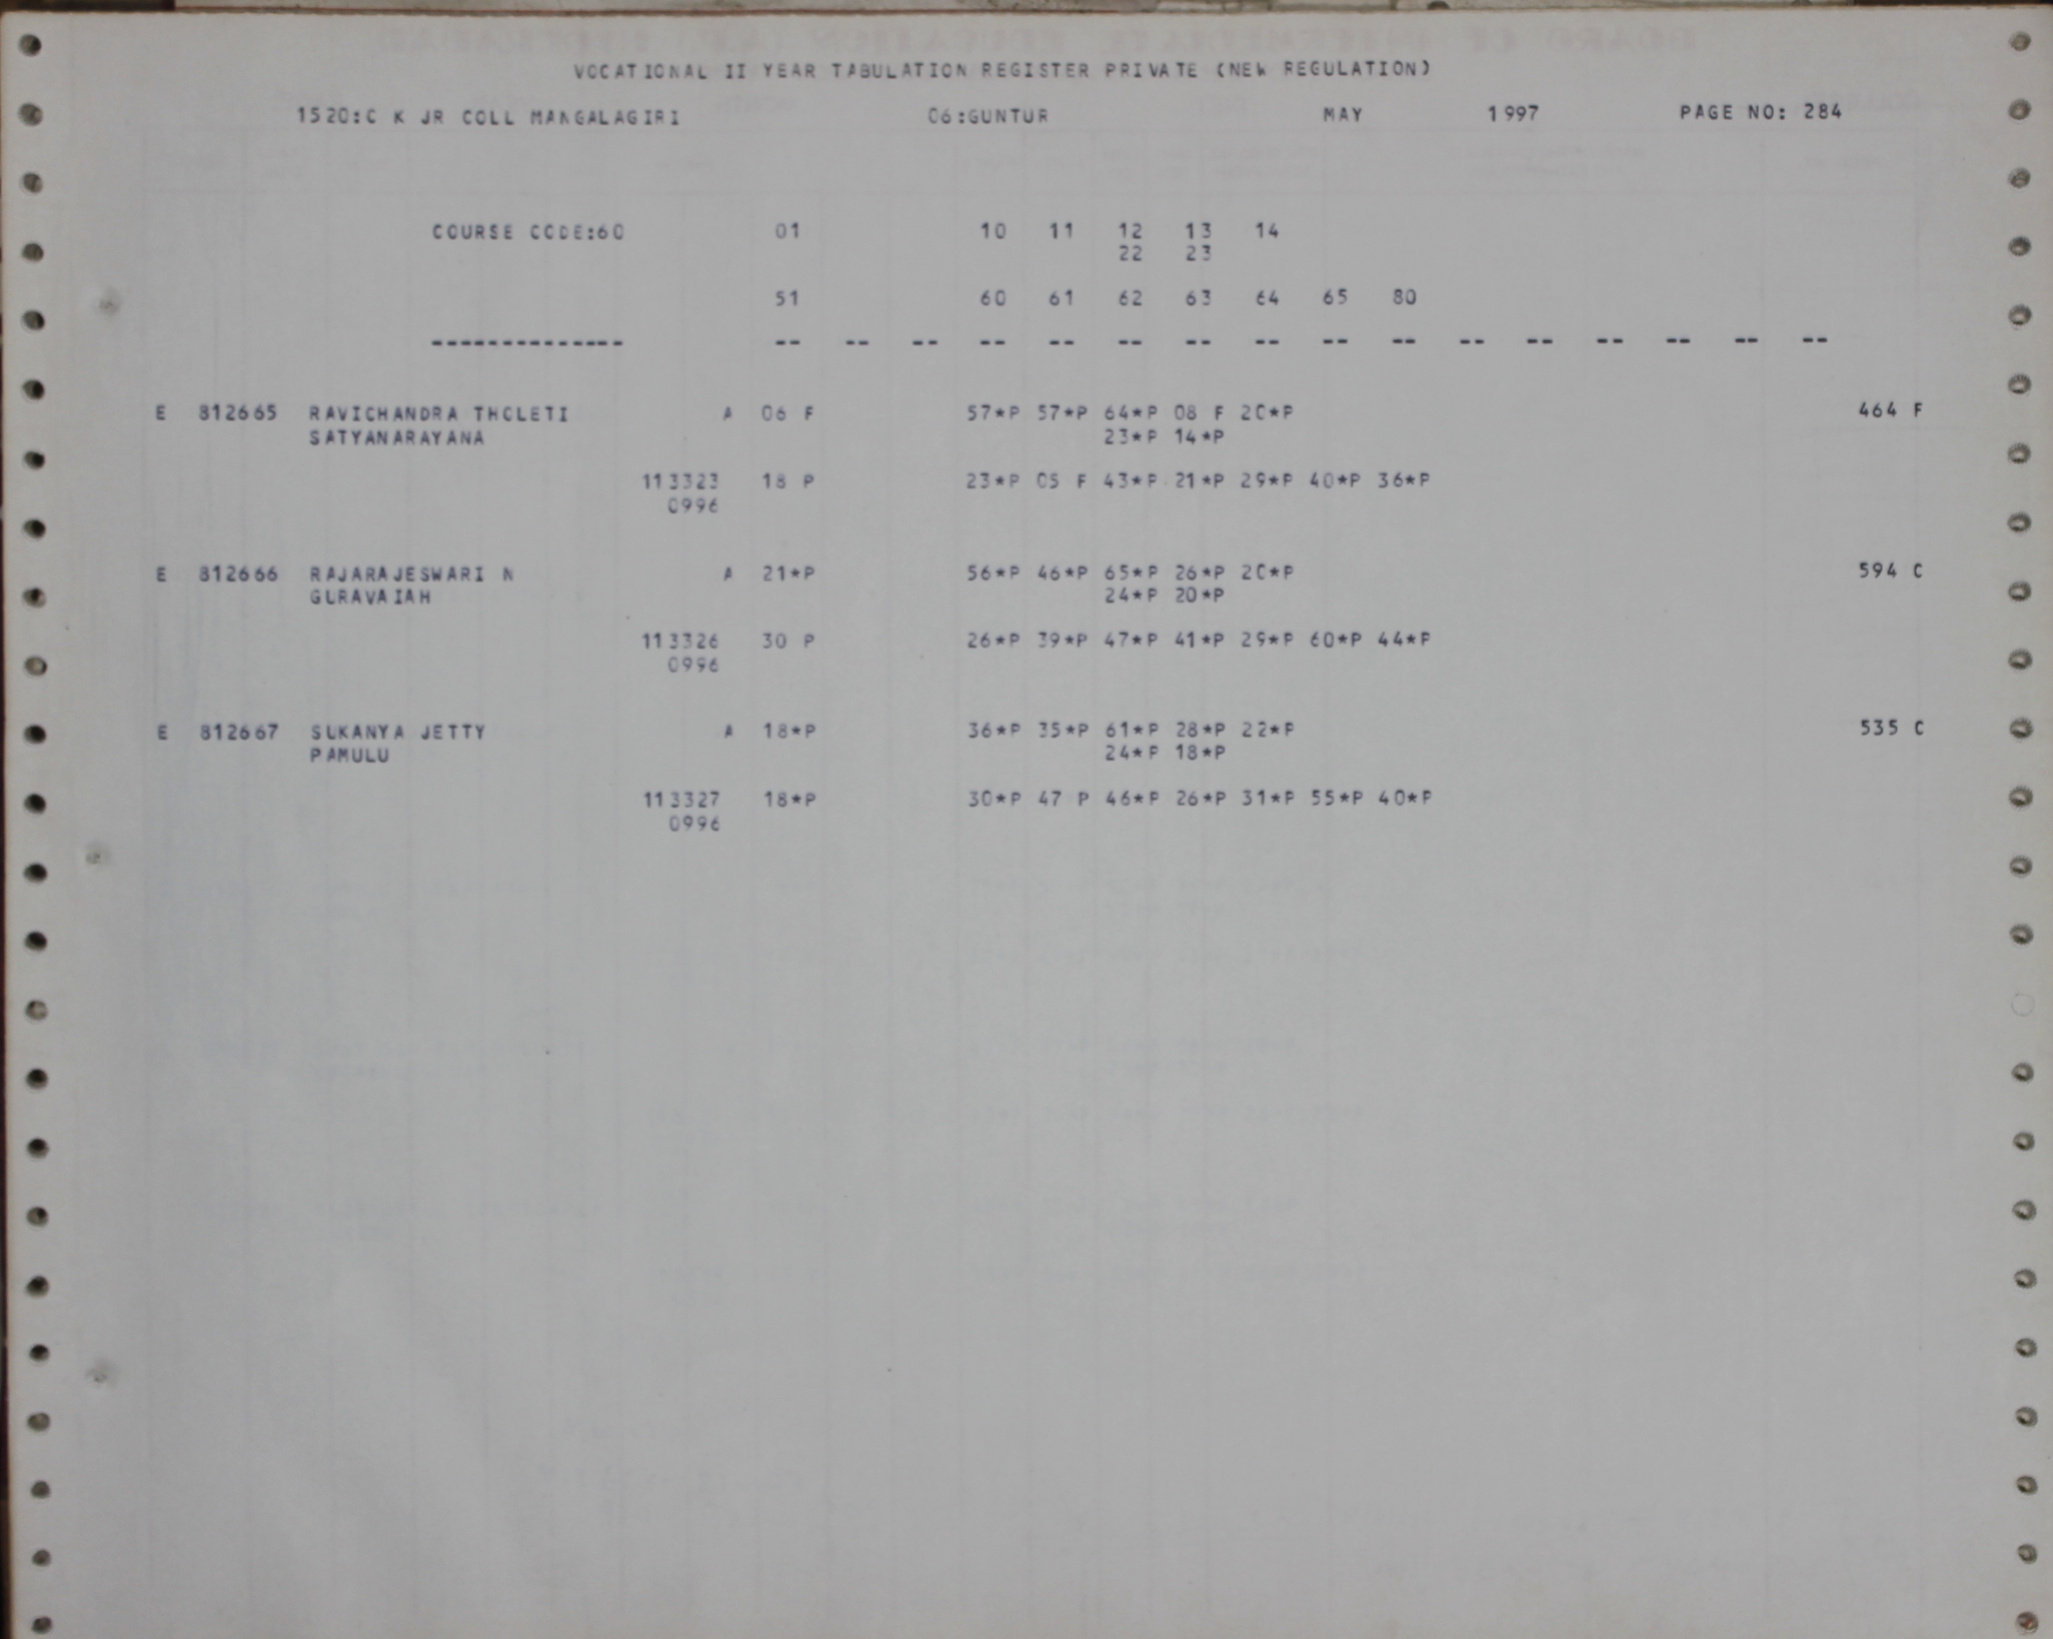 VOCATIONAL II YEAR TABULATION REGISTER PRIVATE (NEW REGULATION)
1520:C K JR COLL MANGALAGIRI 06:GUNTUR MAY 1997 PAGE NO: 284
COURSE CODE:60 01 10 11 12 13 14
22 23
51 60 61 62 63 64 65 80
-------------- -- -- -- -- -- -- -- -- -- -- -- -- -- -- -- --
E 812665 RAVICHANDRA THOLETI A 06 F 57*P 57*P 64*P 08 F 20*P 464 F
SATYANARAYANA 23*P 14*P
113323 18 P 23*P 05 F 43*P 21*P 29*P 40*P 36*P
0996
E 812666 RAJARAJESWARI N A 21*P 56*P 46*P 65*P 26*P 20*P 594 C
GURAVAIAH 24*P 20*P
113326 30 P 26*P 39*P 47*P 41*P 29*P 60*P 44*P
0996
E 812667 SUKANYA JETTY A 18*P 36*P 35*P 61*P 28*P 22*P 535 C
PAMULU 24*P 18*P
113327 18*P 30*P 47 P 46*P 26*P 31*P 55*P 40*P
0996